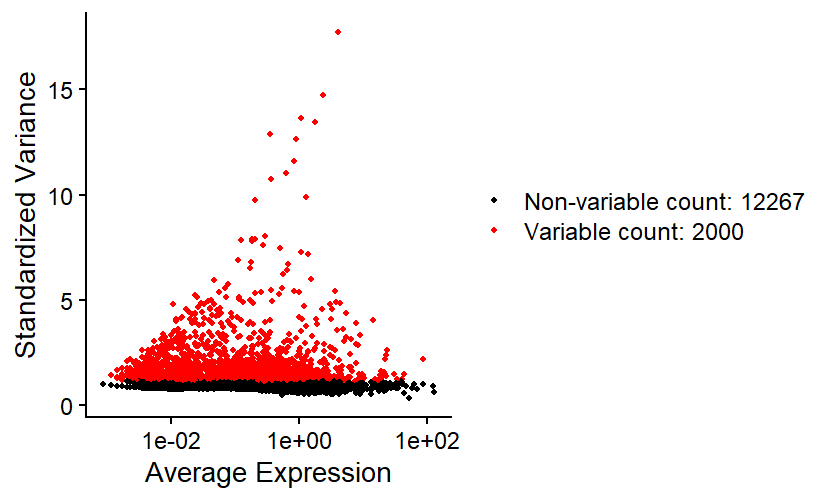 Standardized Variance
15
10
5
0
1e-02 1e+00 1e+02
Average Expression
Non-variable count: 12267
Variable count: 2000